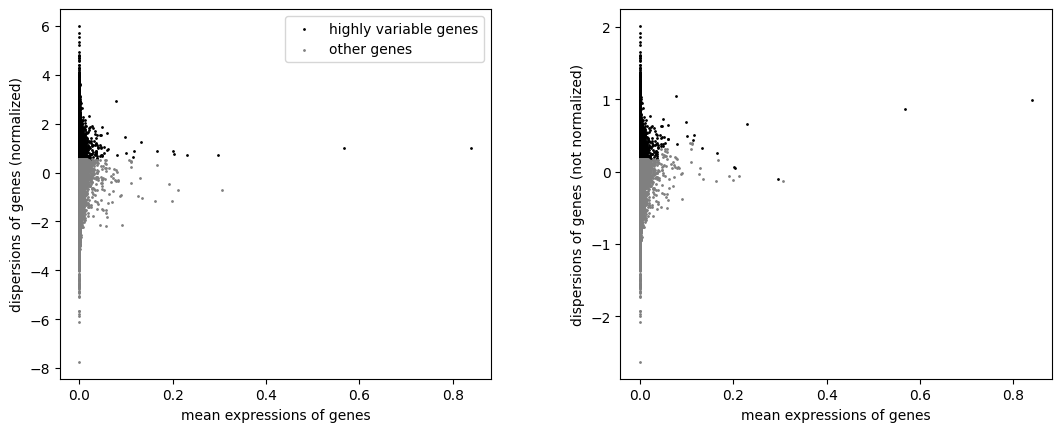 dispersions of genes (normalized)
6
4
2
0
−2
−4
−6
−8
highly variable genes
other genes
0.0 0.2 0.4 0.6 0.8
mean expressions of genes
dispersions of genes (not normalized)
2
1
0
−1
−2
0.0 0.2 0.4 0.6 0.8
mean expressions of genes